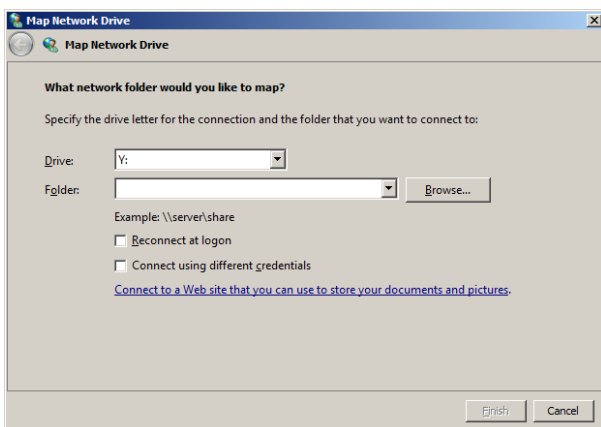 Map Network Drive
Map Network Drive
What network folder would you like to map?
Specify the drive letter for the connection and the folder that you want to connect to:
Drive: Y:
Folder: Browse...
Example: \\server\share
Reconnect at logon
Connect using different credentials
Connect to a Web site that you can use to store your documents and pictures.
Finish Cancel